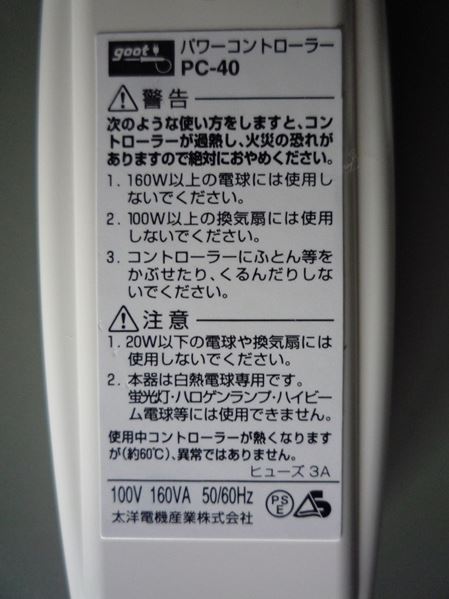 goot パワーコントローラー
PC-40
警告
次のような使い方をしますと、コン
トローラーが過熱し、火災の恐れが
ありますので絶対におやめください。
1. 160W以上の電球には使用し
ないでください。
2. 100W以上の換気扇には使用
しないでください。
3. コントローラーにふとん等を
かぶせたり、くるんだりしな
いでください。
注意
1. 20W以下の電球や換気扇には
使用しないでください。
2. 本器は白熱電球専用です。
蛍光灯・ハロゲンランプ・ハイビー
ム電球等には使用できません。
使用中コントローラーが熱くなります
が(約60℃)、異常ではありません。
ヒューズ 3A
100V 160VA 50/60Hz
太洋電機産業株式会社
PSE